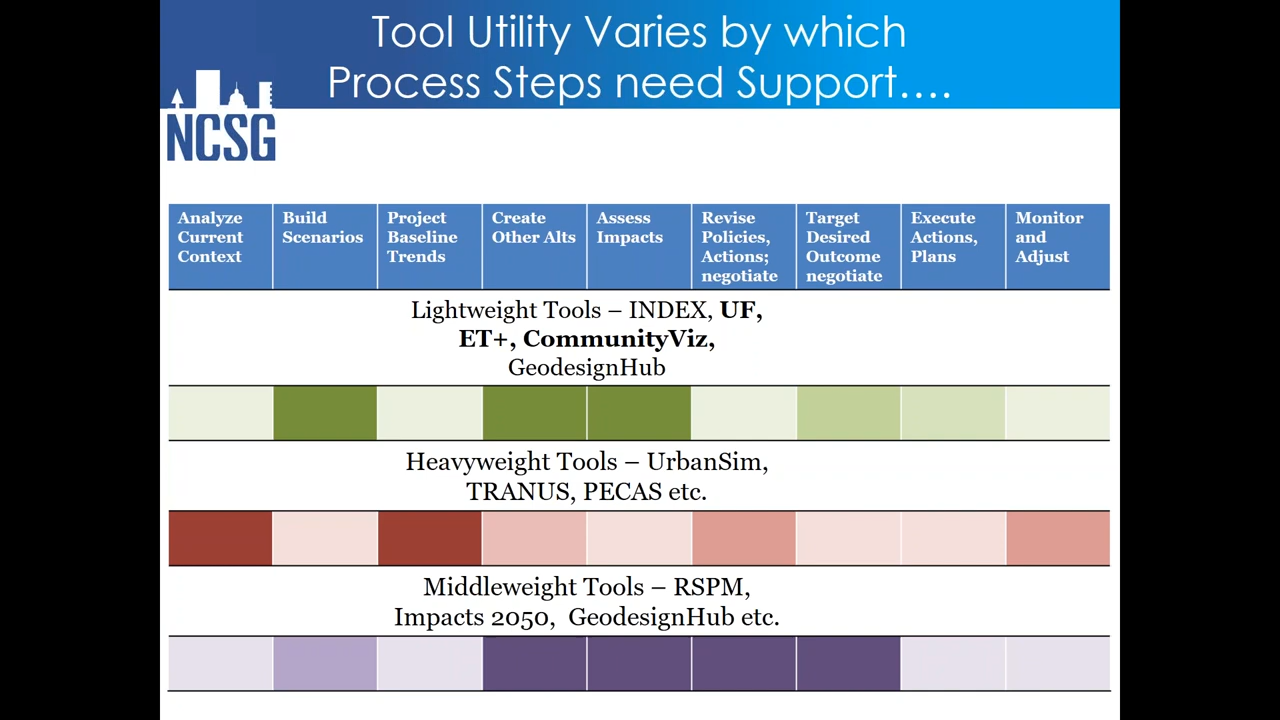 Tool Utility Varies by which
Process Steps need Support....
NCSG
Analyze
Current
Context
Build
Scenarios
Project
Baseline
Trends
Create
Other Alts
Assess
Impacts
Revise
Policies,
Actions;
negotiate
Target
Desired
Outcome
negotiate
Execute
Actions,
Plans
Monitor
and
Adjust
Lightweight Tools – INDEX, UF,
ET+, CommunityViz,
GeodesignHub
Heavyweight Tools – UrbanSim,
TRANUS, PECAS etc.
Middleweight Tools – RSPM,
Impacts 2050, GeodesignHub etc.